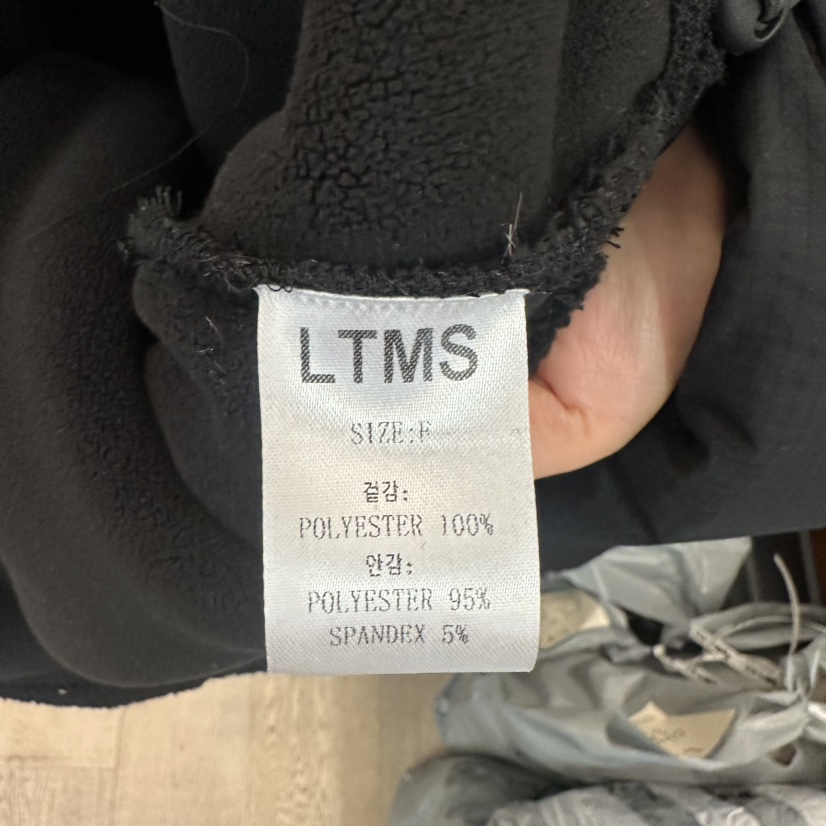 LTMS
SIZE:F
겉감:
POLYESTER 100%
안감:
POLYESTER 95%
SPANDEX 5%